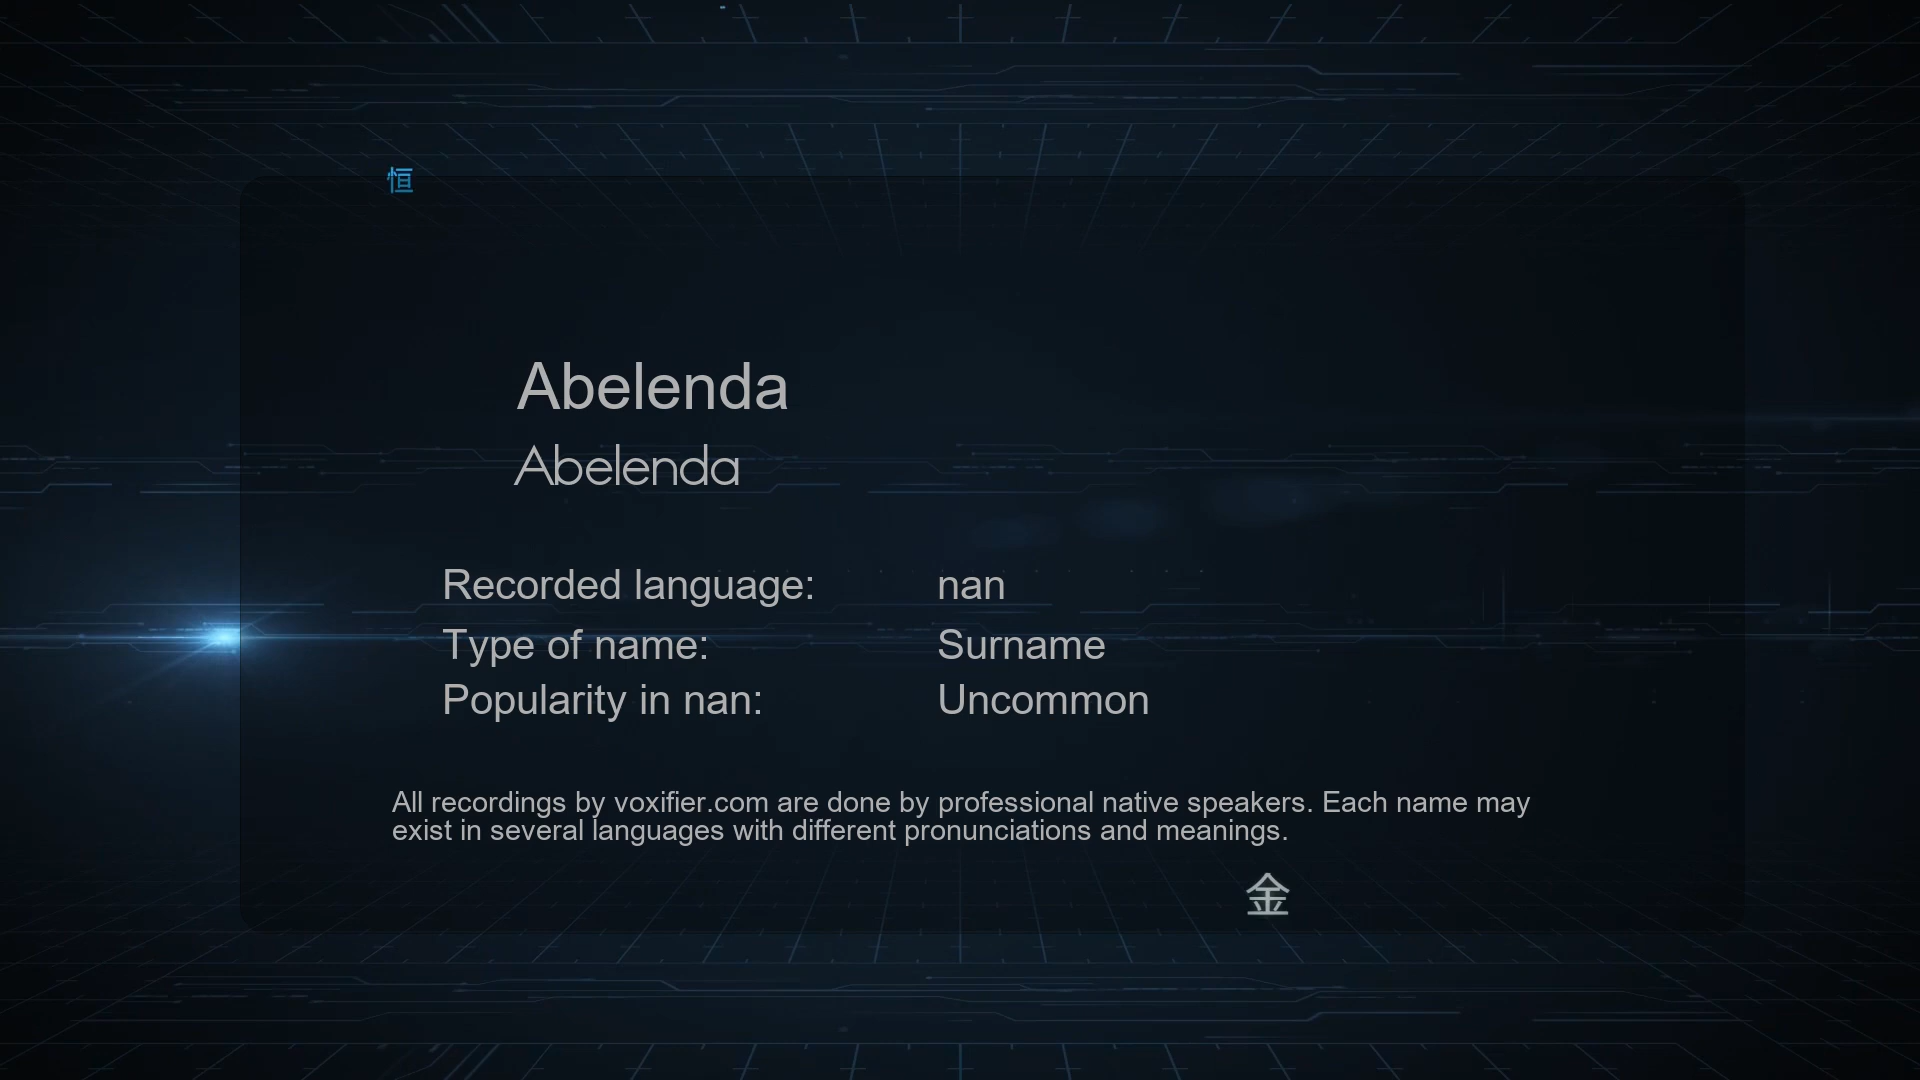 恒
Abelenda
Abelenda
Recorded language: nan
Type of name: Surname
Popularity in nan: Uncommon
All recordings by voxifier.com are done by professional native speakers. Each name may
exist in several languages with different pronunciations and meanings.
金